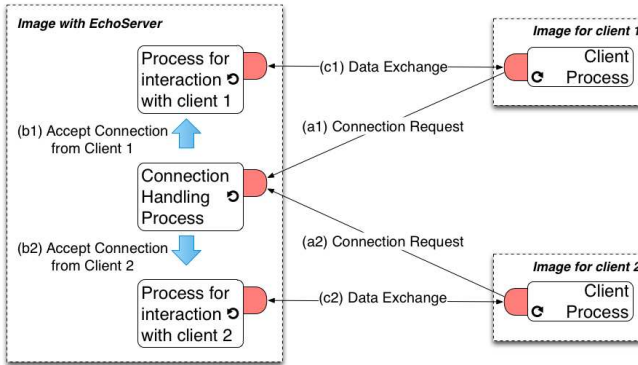 Image with EchoServer
Process for
interaction
with client 1
(b1) Accept Connection
from Client 1
Connection
Handling
Process
(b2) Accept Connection
from Client 2
Process for
interaction
with client 2
(c1) Data Exchange
(a1) Connection Request
(a2) Connection Request
(c2) Data Exchange
Image for client 1
Client
Process
Image for client 2
Client
Process